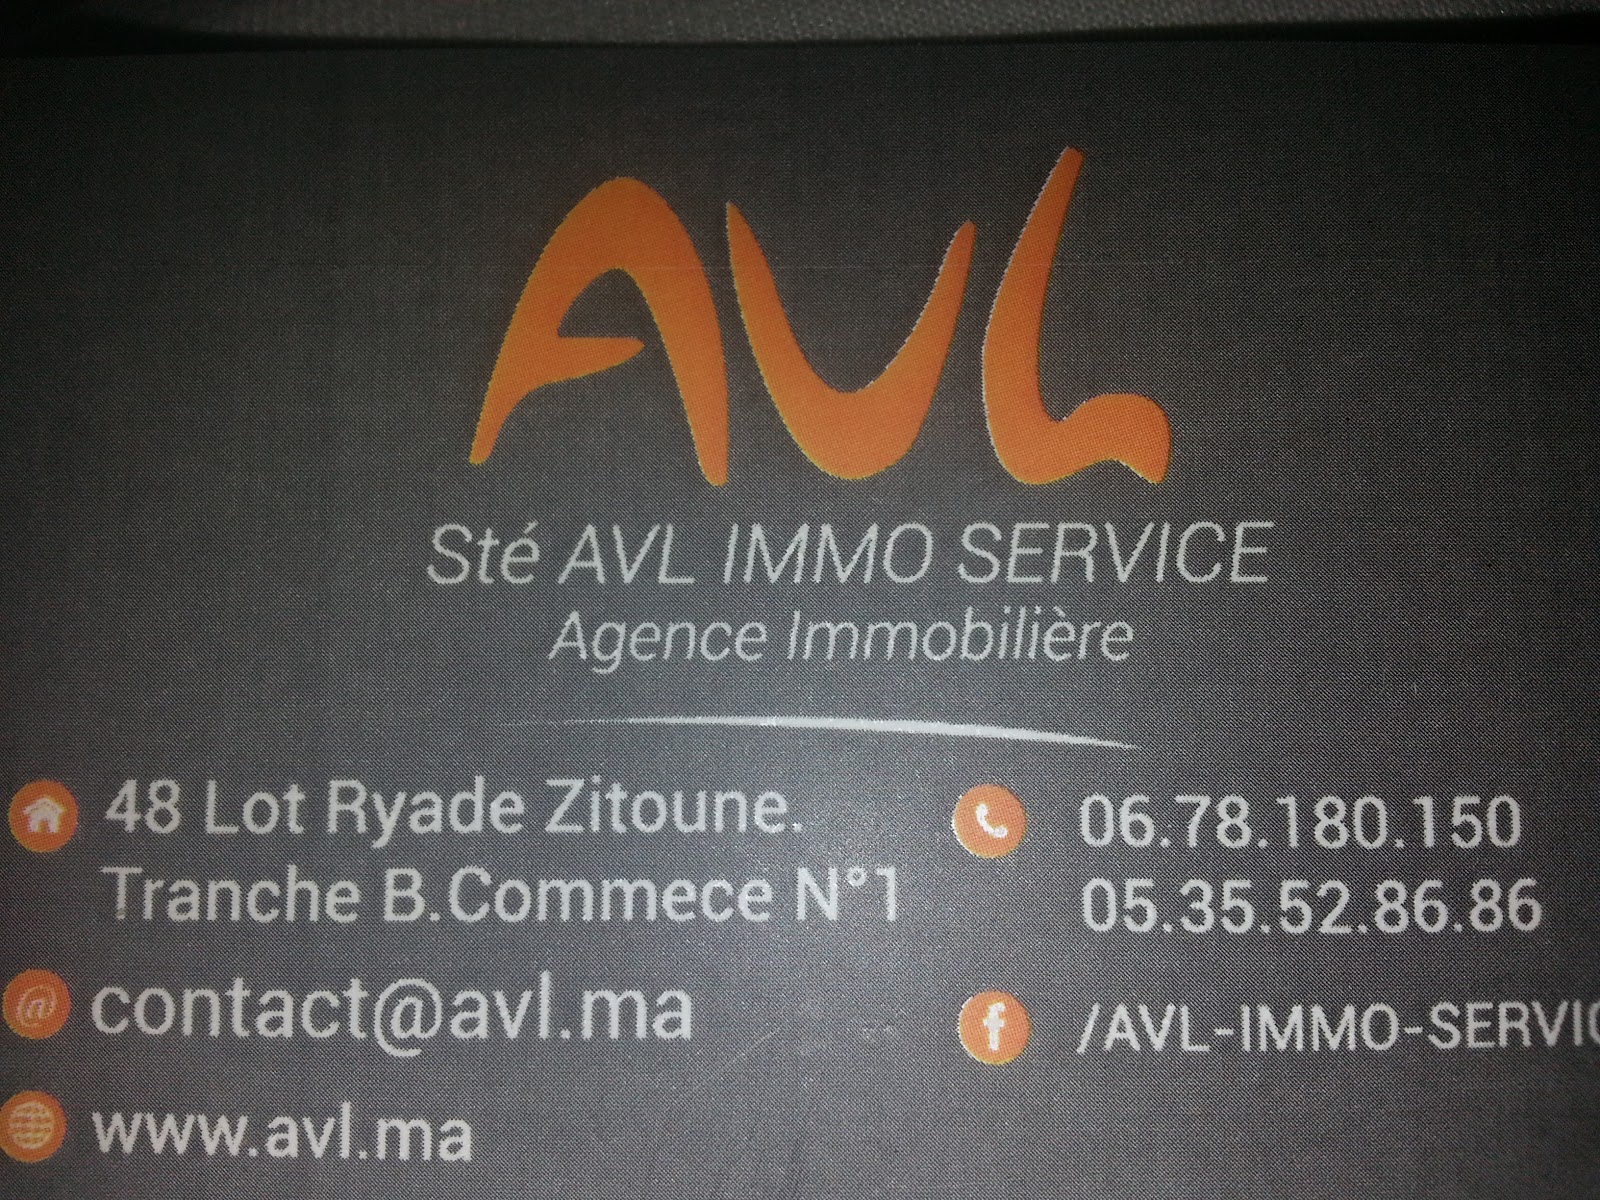 AVL
Sté AVL IMMO SERVICE
Agence Immobilière
48 Lot Ryade Zitoune.
Tranche B.Commece N°1
06.78.180.150
05.35.52.86.86
contact@avl.ma
/AVL-IMMO-SERVIC
www.avl.ma